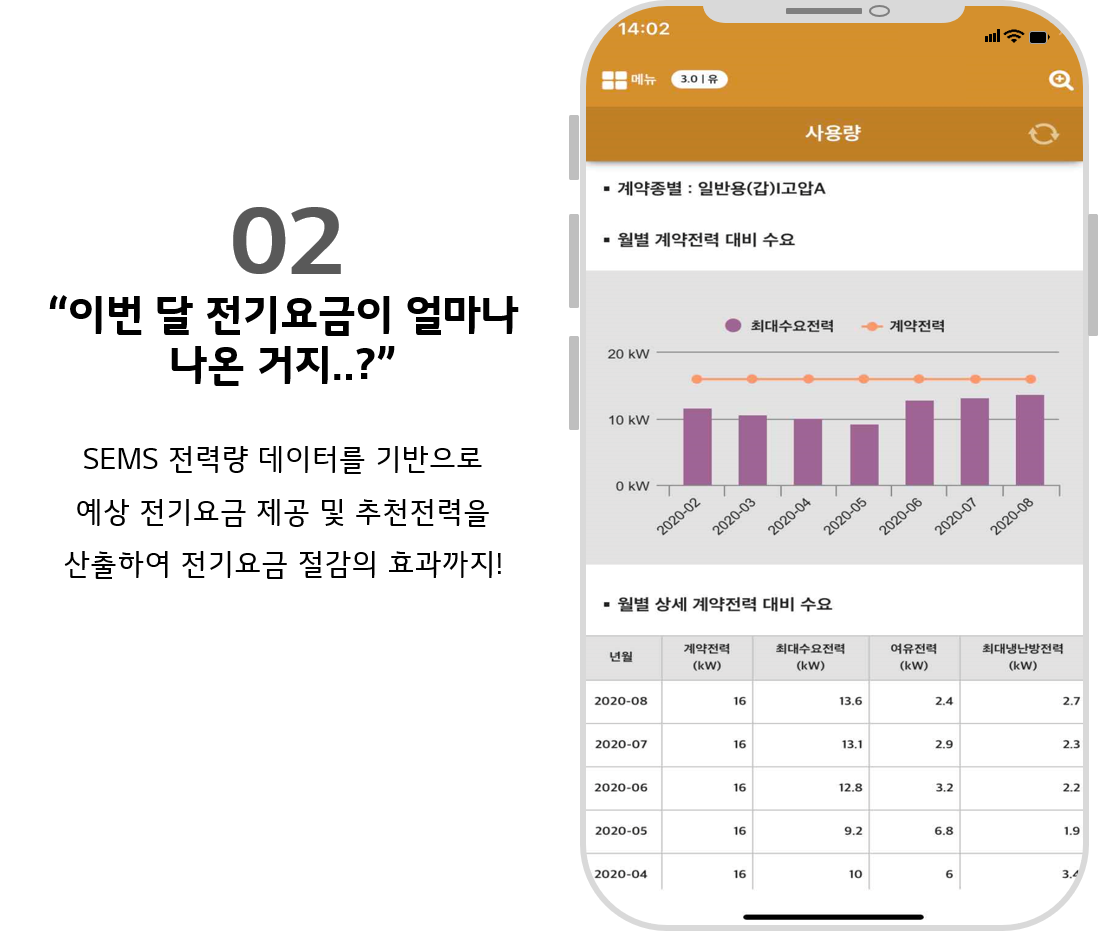 02
“이번 달 전기요금이 얼마나
나온 거지..?”
SEMS 전력량 데이터를 기반으로
예상 전기요금 제공 및 추천전력을
산출하여 전기요금 절감의 효과까지!
14:02
메뉴 3.0 | 유
사용량
▪ 계약종별 : 일반용(갑)I고압A
▪ 월별 계약전력 대비 수요
최대수요전력 계약전력
20 kW
10 kW
0 kW
2020-02 2020-03 2020-04 2020-05 2020-06 2020-07 2020-08
▪ 월별 상세 계약전력 대비 수요
년월 계약전력 (kW) 최대수요전력 (kW) 여유전력 (kW) 최대냉난방전력 (kW)
2020-08 16 13.6 2.4 2.7
2020-07 16 13.1 2.9 2.3
2020-06 16 12.8 3.2 2.2
2020-05 16 9.2 6.8 1.9
2020-04 16 10 6 3.4